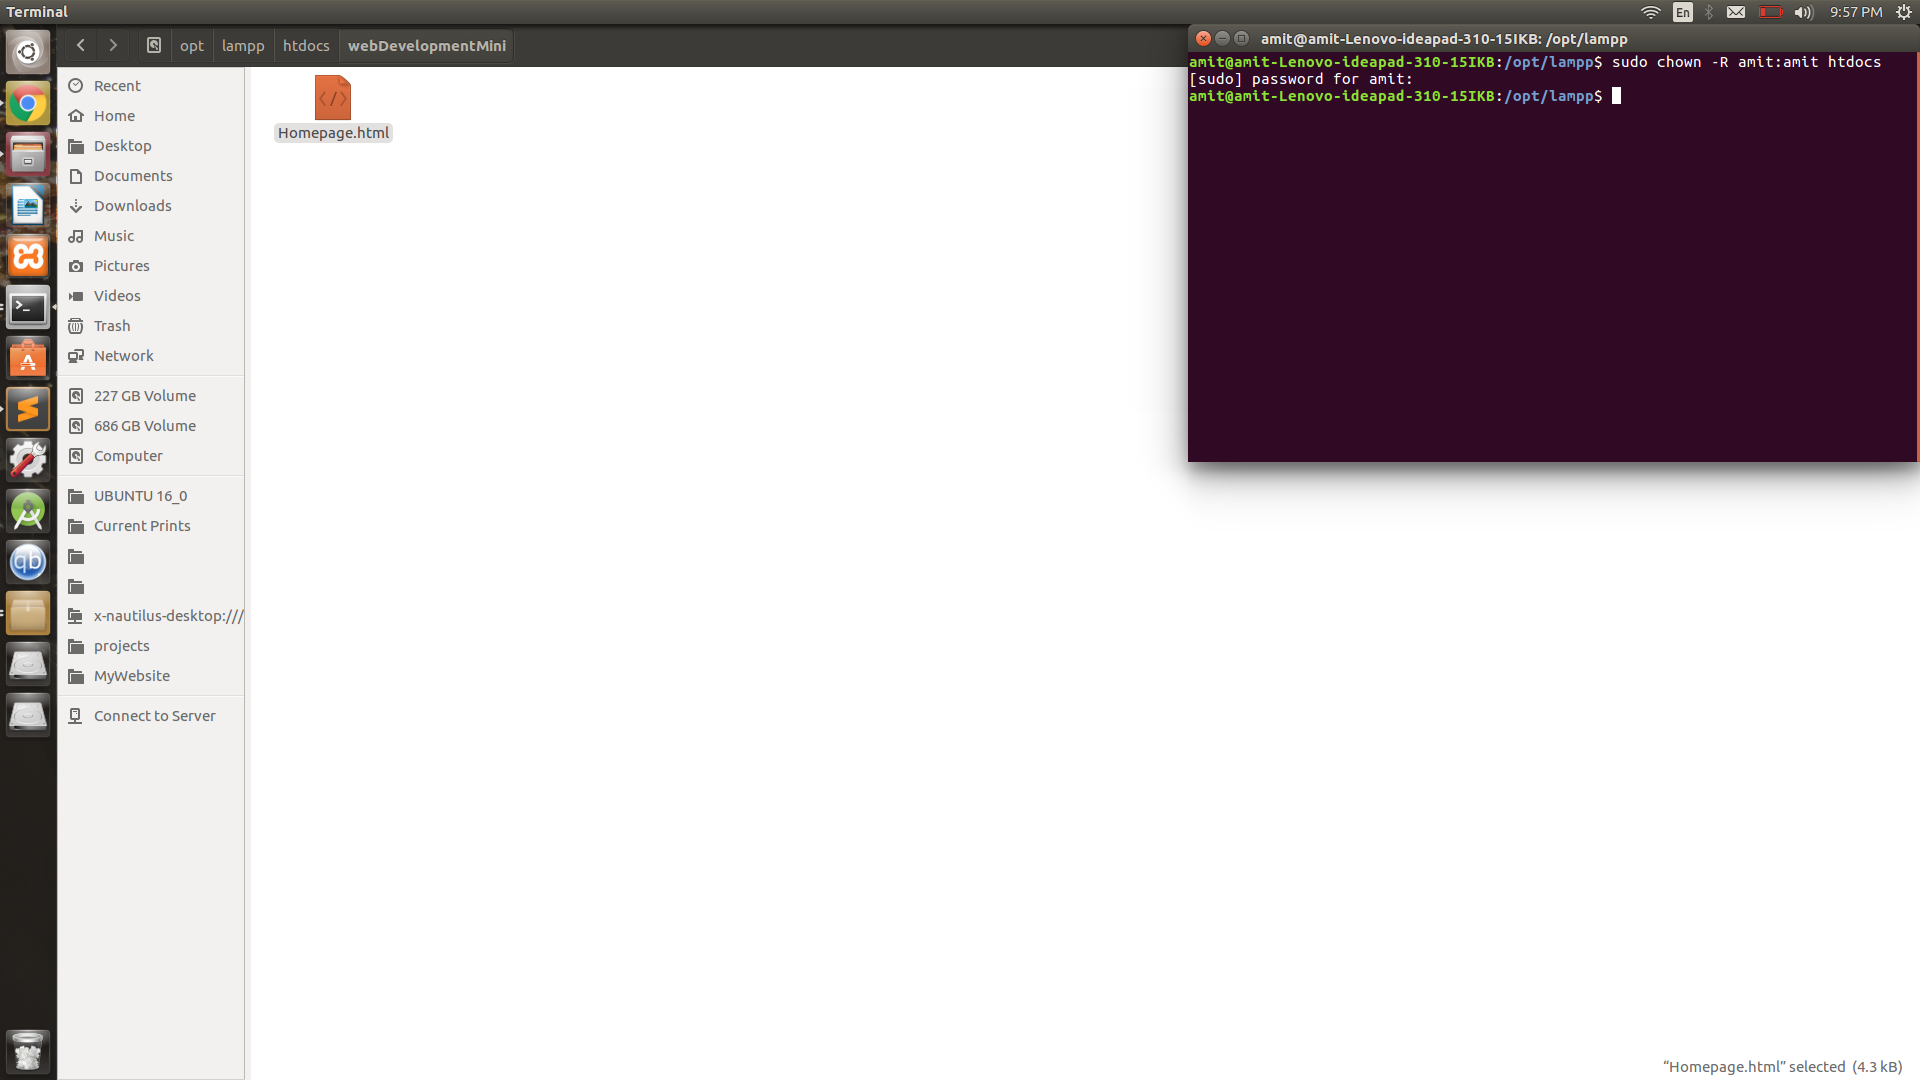 Terminal
En
9:57 PM
opt
lampp
htdocs
webDevelopmentMini
Recent
Home
Desktop
Documents
Downloads
Music
Pictures
Videos
Trash
Network
227 GB Volume
686 GB Volume
Computer
UBUNTU 16_0
Current Prints
x-nautilus-desktop:///
projects
MyWebsite
Connect to Server
Homepage.html
amit@amit-Lenovo-ideapad-310-15IKB: /opt/lampp
amit@amit-Lenovo-ideapad-310-15IKB:/opt/lampp$ sudo chown -R amit:amit htdocs
[sudo] password for amit:
amit@amit-Lenovo-ideapad-310-15IKB:/opt/lampp$
qb
“Homepage.html” selected (4.3 kB)